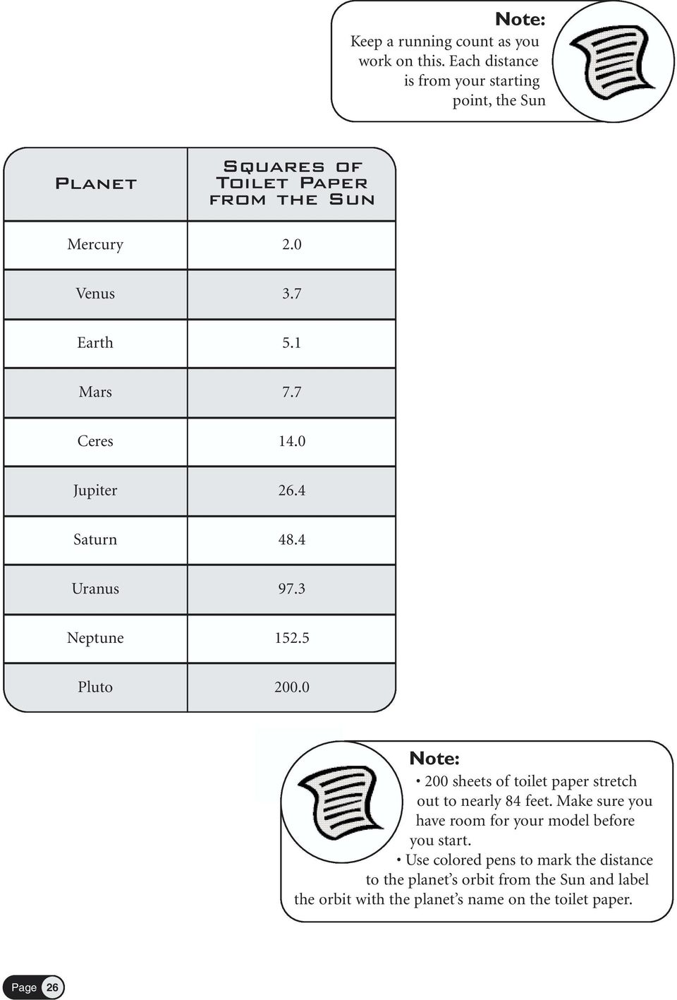 Note:
Keep a running count as you
work on this. Each distance
is from your starting
point, the Sun
Planet
Squares of
Toilet Paper
from the Sun
Mercury 2.0
Venus 3.7
Earth 5.1
Mars 7.7
Ceres 14.0
Jupiter 26.4
Saturn 48.4
Uranus 97.3
Neptune 152.5
Pluto 200.0
Note:
• 200 sheets of toilet paper stretch
out to nearly 84 feet. Make sure you
have room for your model before
you start.
• Use colored pens to mark the distance
to the planet's orbit from the Sun and label
the orbit with the planet's name on the toilet paper.
Page 26